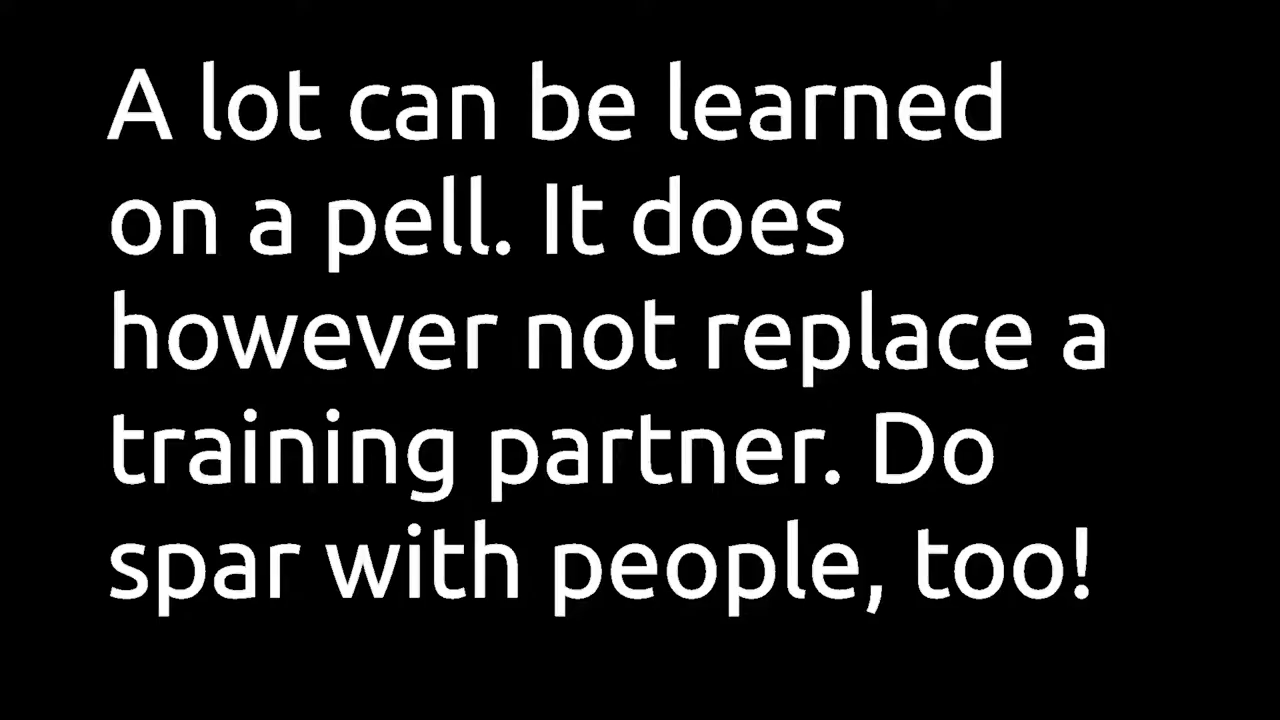 A lot can be learned
on a pell. It does
however not replace a
training partner. Do
spar with people, too!